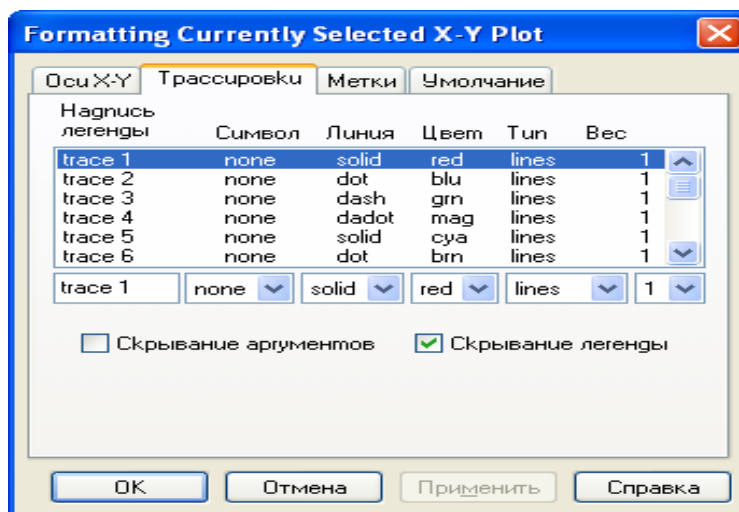 Formatting Currently Selected X-Y Plot
Оси X-Y Трассировки Метки Умолчание
Надпись легенды Символ Линия Цвет Тип Вес
trace 1 none solid red lines 1
trace 2 none dot blu lines 1
trace 3 none dash grn lines 1
trace 4 none dadot mag lines 1
trace 5 none solid cya lines 1
trace 6 none dot brn lines 1
trace 1 none solid red lines 1
Скрывание аргументов Скрывание легенды
OK Отмена Применить Справка